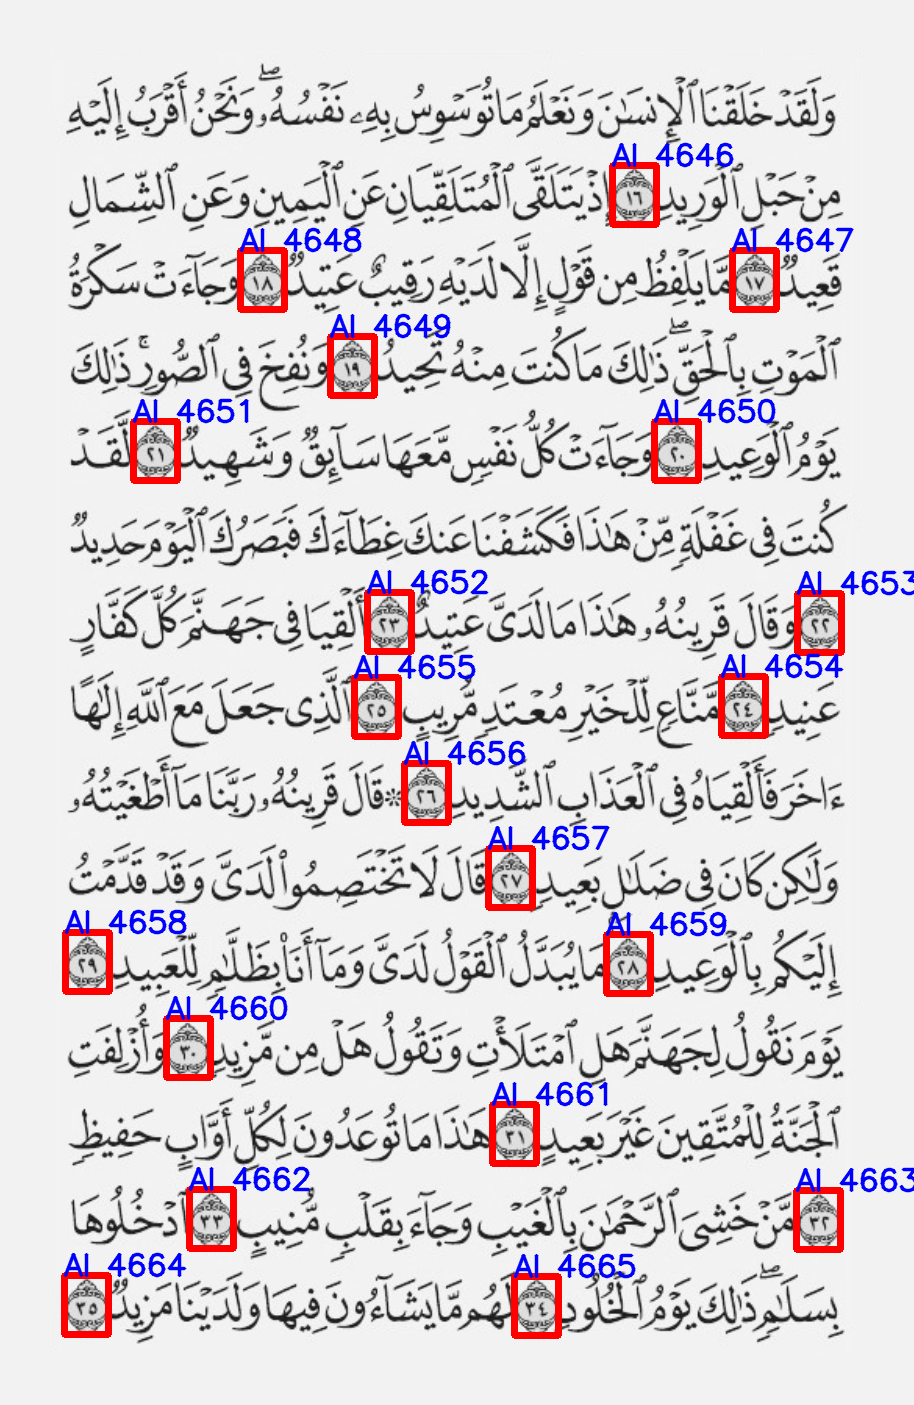 وَلَقَدْ خَلَقْنَا ٱلْإِنسَٰنَ وَنَعْلَمُ مَا تُوَسْوِسُ بِهِۦ نَفْسُهُۥ ۖ وَنَحْنُ أَقْرَبُ إِلَيْهِ
AI 4646
مِنْ حَبْلِ ٱلْوَرِيدِ ١٦ إِذْ يَتَلَقَّى ٱلْمُتَلَقِّيَانِ عَنِ ٱلْيَمِينِ وَعَنِ ٱلشِّمَالِ
AI 4647 AI 4648
قَعِيدٌ ١٧ مَّا يَلْفِظُ مِن قَوْلٍ إِلَّا لَدَيْهِ رَقِيبٌ عَتِيدٌ ١٨ وَجَآءَتْ سَكْرَةُ
AI 4649
ٱلْمَوْتِ بِٱلْحَقِّ ۖ ذَٰلِكَ مَا كُنتَ مِنْهُ تَحِيدُ ١٩ وَنُفِخَ فِى ٱلصُّورِ ۚ ذَٰلِكَ
AI 4650 AI 4651
يَوْمُ ٱلْوَعِيدِ ٢٠ وَجَآءَتْ كُلُّ نَفْسٍ مَّعَهَا سَآئِقٌ وَشَهِيدٌ ٢١ لَّقَدْ
كُنتَ فِى غَفْلَةٍ مِّنْ هَٰذَا فَكَشَفْنَا عَنكَ غِطَآءَكَ فَبَصَرُكَ ٱلْيَوْمَ حَدِيدٌ
AI 4653 AI 4652
٢٢ وَقَالَ قَرِينُهُۥ هَٰذَا مَا لَدَىَّ عَتِيدٌ ٢٣ أَلْقِيَا فِى جَهَنَّمَ كُلَّ كَفَّارٍ
AI 4654 AI 4655
عَنِيدٍ ٢٤ مَّنَّاعٍ لِّلْخَيْرِ مُعْتَدٍ مُّرِيبٍ ٢٥ ٱلَّذِى جَعَلَ مَعَ ٱللَّهِ إِلَٰهًا
AI 4656
ءَاخَرَ فَأَلْقِيَاهُ فِى ٱلْعَذَابِ ٱلشَّدِيدِ ٢٦ * قَالَ قَرِينُهُۥ رَبَّنَا مَآ أَطْغَيْتُهُۥ
AI 4657
وَلَٰكِن كَانَ فِى ضَلَٰلٍۭ بَعِيدٍ ٢٧ قَالَ لَا تَخْتَصِمُوا۟ لَدَىَّ وَقَدْ قَدَّمْتُ
AI 4659 AI 4658
إِلَيْكُم بِٱلْوَعِيدِ ٢٨ مَا يُبَدَّلُ ٱلْقَوْلُ لَدَىَّ وَمَآ أَنَا۠ بِظَلَّٰمٍ لِّلْعَبِيدِ ٢٩
AI 4660
يَوْمَ نَقُولُ لِجَهَنَّمَ هَلِ ٱمْتَلَأْتِ وَتَقُولُ هَلْ مِن مَّزِيدٍ ٣٠ وَأُزْلِفَتِ
AI 4661
ٱلْجَنَّةُ لِلْمُتَّقِينَ غَيْرَ بَعِيدٍ ٣١ هَٰذَا مَا تُوعَدُونَ لِكُلِّ أَوَّابٍ حَفِيظٍ
AI 4663 AI 4662
٣٢ مَّنْ خَشِىَ ٱلرَّحْمَٰنَ بِٱلْغَيْبِ وَجَآءَ بِقَلْبٍ مُّنِيبٍ ٣٣ ٱدْخُلُوهَا
AI 4665 AI 4664
بِسَلَٰمٍ ۖ ذَٰلِكَ يَوْمُ ٱلْخُلُودِ ٣٤ لَهُم مَّا يَشَآءُونَ فِيهَا وَلَدَيْنَا مَزِيدٌ ٣٥